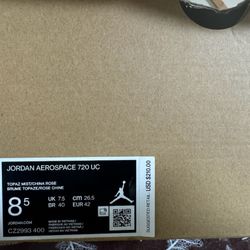 JORDAN AEROSPACE 720 UC
TOPAZ MIST/CHINA ROSE
BRUME TOPAZE/ROSE CHINE
8.5
UK 7.5
cm 26.5
BR 40
EUR 42
JORDAN.COM
CZ2993 400
SUGGESTED RETAIL
USD $210.00